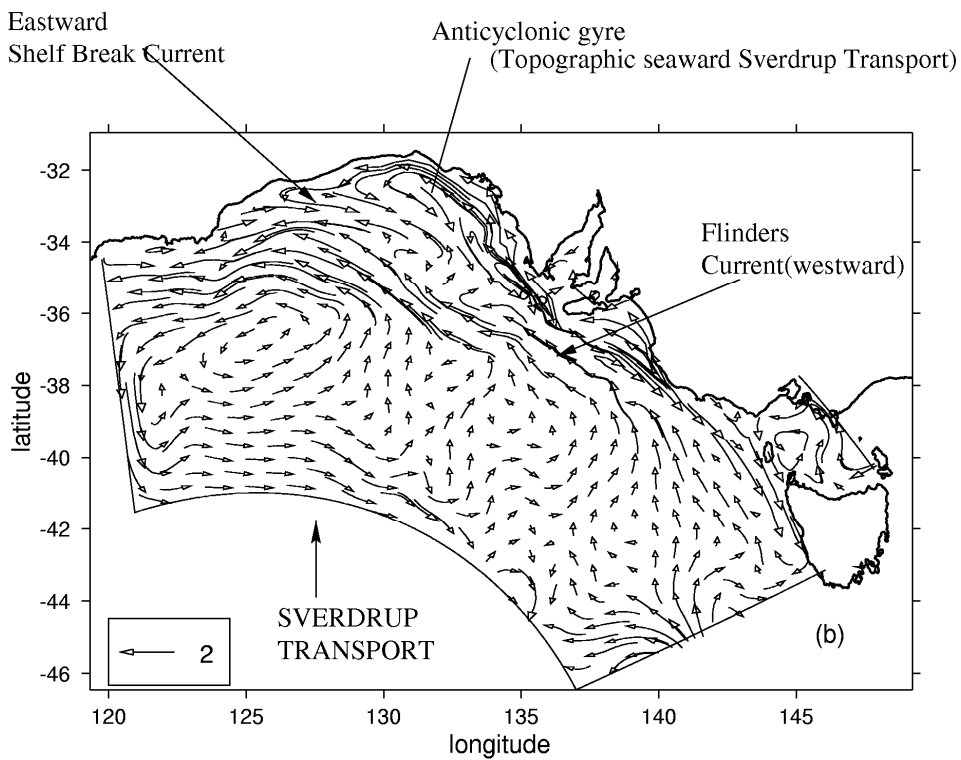 Eastward
Shelf Break Current
Anticyclonic gyre
(Topographic seaward Sverdrup Transport)
-32
-34
-36
-38
-40
-42
-44
-46
latitude
Flinders
Current(westward)
SVERDRUP
TRANSPORT
2
(b)
120
125
130
135
140
145
longitude